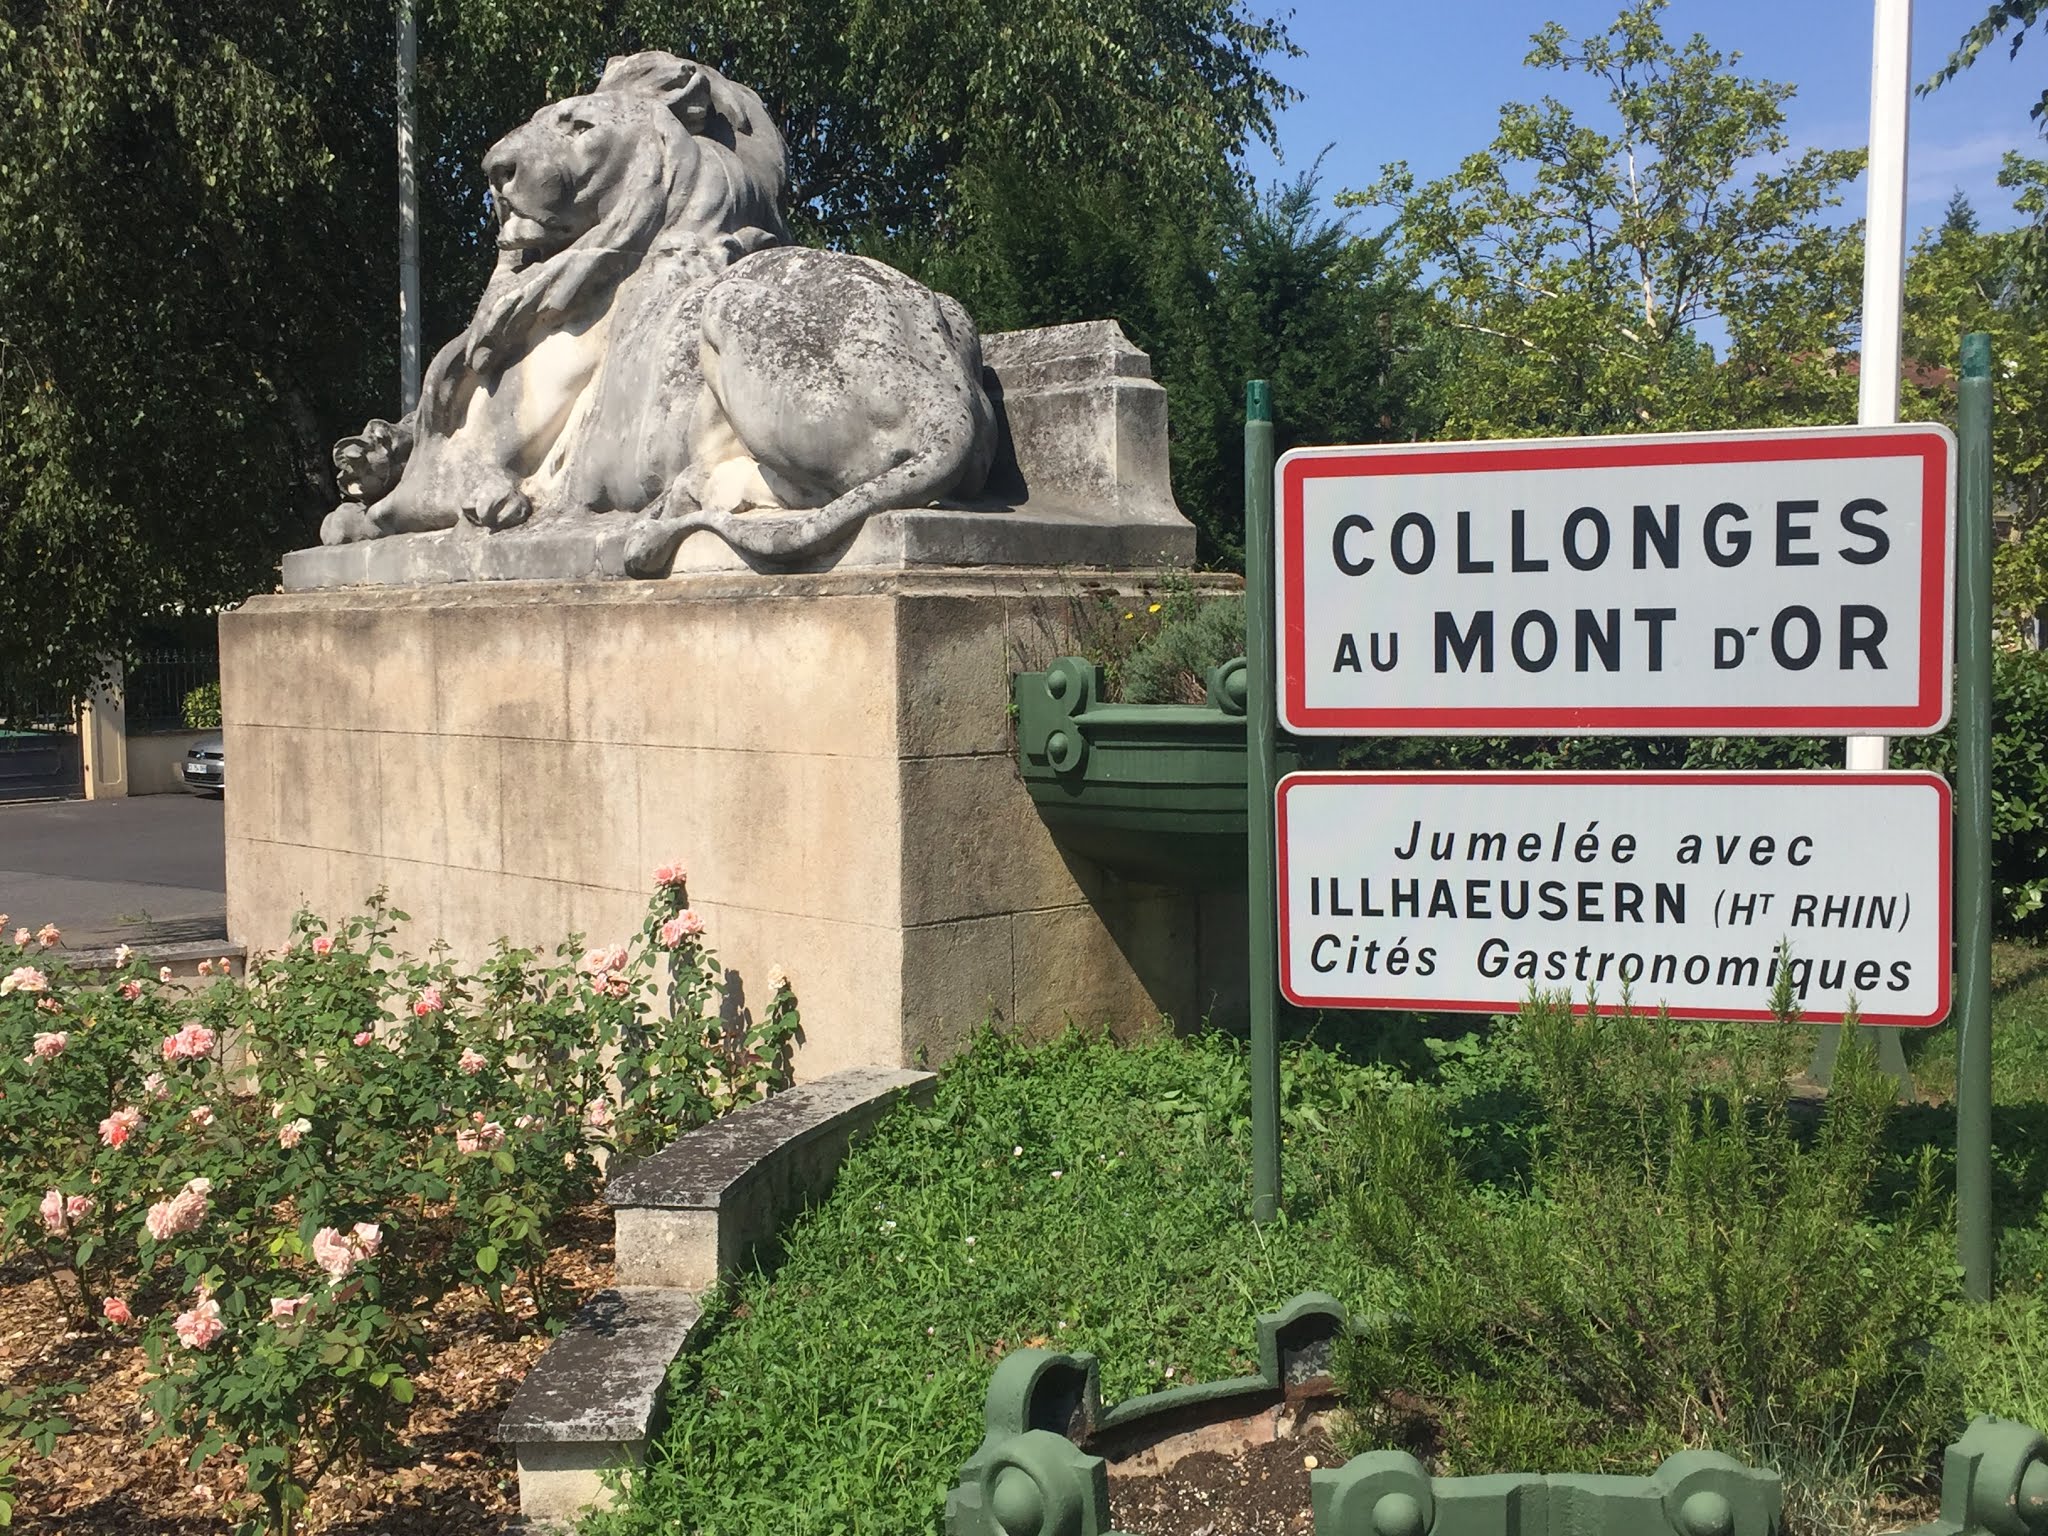 COLLONGES
AU MONT D'OR
Jumelée avec
ILLHAEUSERN (HT RHIN)
Cités Gastronomiques